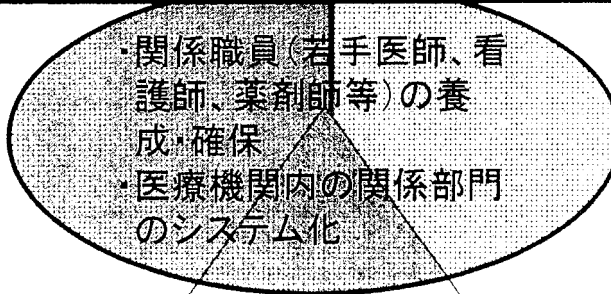 ・関係職員(若手医師、看
護師、薬剤師等)の養
成・確保
・医療機関内の関係部門
のシステム化